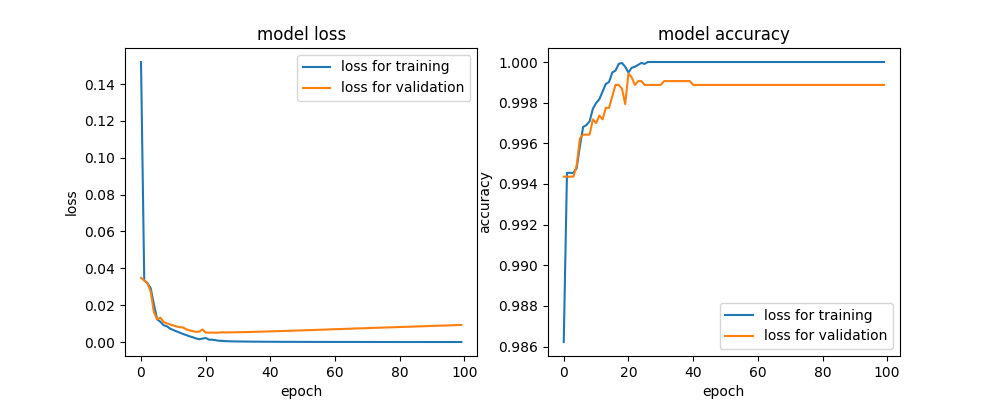 model loss
loss for training
loss for validation
0.14
0.12
0.10
0.08
0.06
0.04
0.02
0.00
loss
0
20
40
60
80
100
epoch
model accuracy
1.000
0.998
0.996
0.994
0.992
0.990
0.988
0.986
accuracy
loss for training
loss for validation
0
20
40
60
80
100
epoch